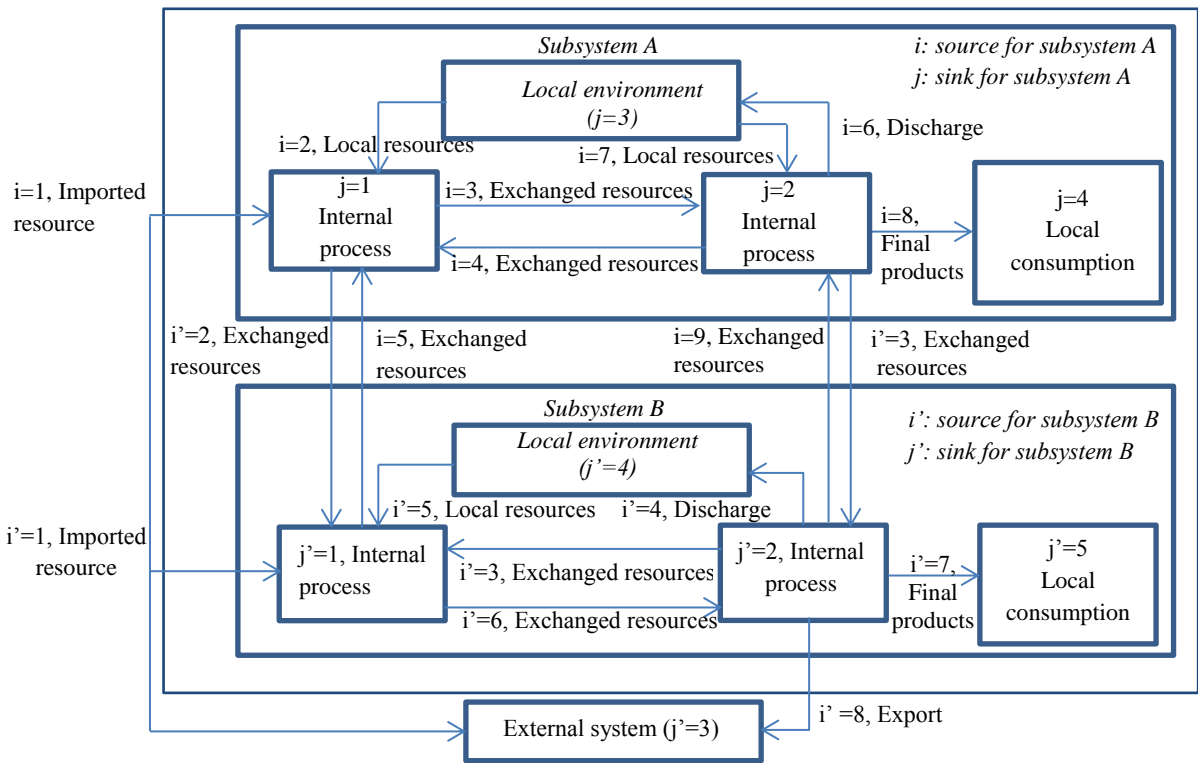 Subsystem A
i: source for subsystem A
j: sink for subsystem A
Local environment
(j=3)
i=6, Discharge
i=2, Local resources
i=7, Local resources
i=1, Imported
resource
j=1
Internal
process
i=3, Exchanged resources
i=4, Exchanged resources
j=2
Internal
process
i=8,
Final
products
j=4
Local
consumption
i’=2, Exchanged
resources
i=5, Exchanged
resources
i=9, Exchanged
resources
i’=3, Exchanged
resources
Subsystem B
i’: source for subsystem B
j’: sink for subsystem B
Local environment
(j’=4)
i’=5, Local resources
i’=4, Discharge
i’=1, Imported
resource
j’=1, Internal
process
i’=3, Exchanged resources
i’=6, Exchanged resources
j’=2, Internal
process
i’=7,
Final
products
j’=5
Local
consumption
External system (j’=3)
i’ =8, Export